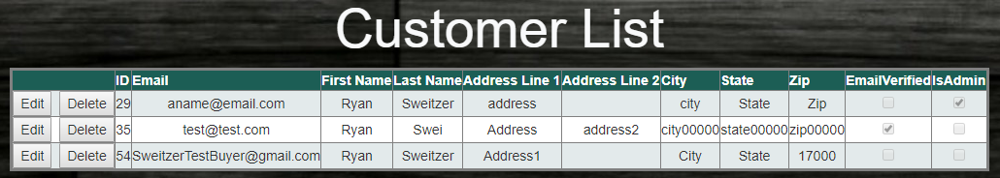 Customer List
ID Email First Name Last Name Address Line 1 Address Line 2 City State Zip EmailVerified IsAdmin
Edit Delete 29 aname@email.com Ryan Sweitzer address city State Zip
Edit Delete 35 test@test.com Ryan Swei Address address2 city00000 state00000 zip00000
Edit Delete 54 SweitzerTestBuyer@gmail.com Ryan Sweitzer Address1 City State 17000